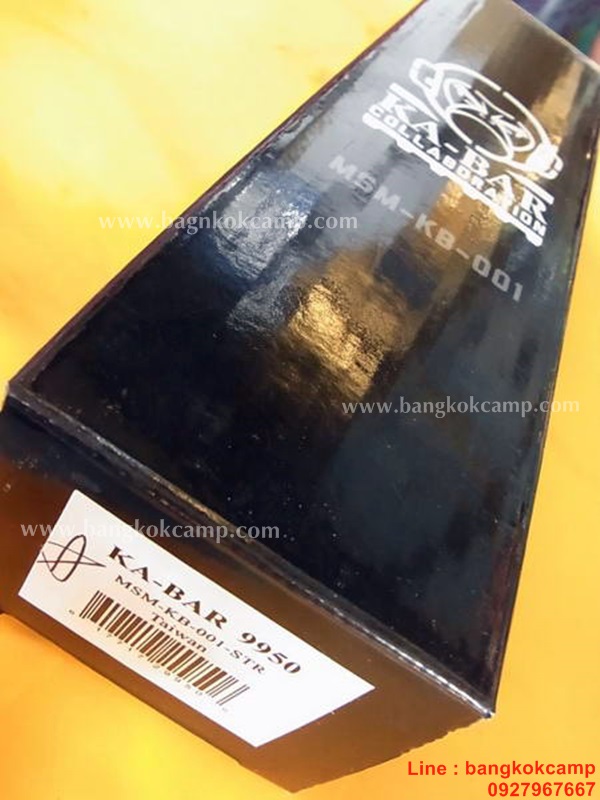 KA-BAR
COLLABORATION
MSM-KB-001
www.bagnkokcamp.com
www.bangkokcamp.com
www.bangkokcamp.com
KA-BAR 9950
MSM-KB-001-STR
Taiwan
Line : bangkokcamp
0927967667